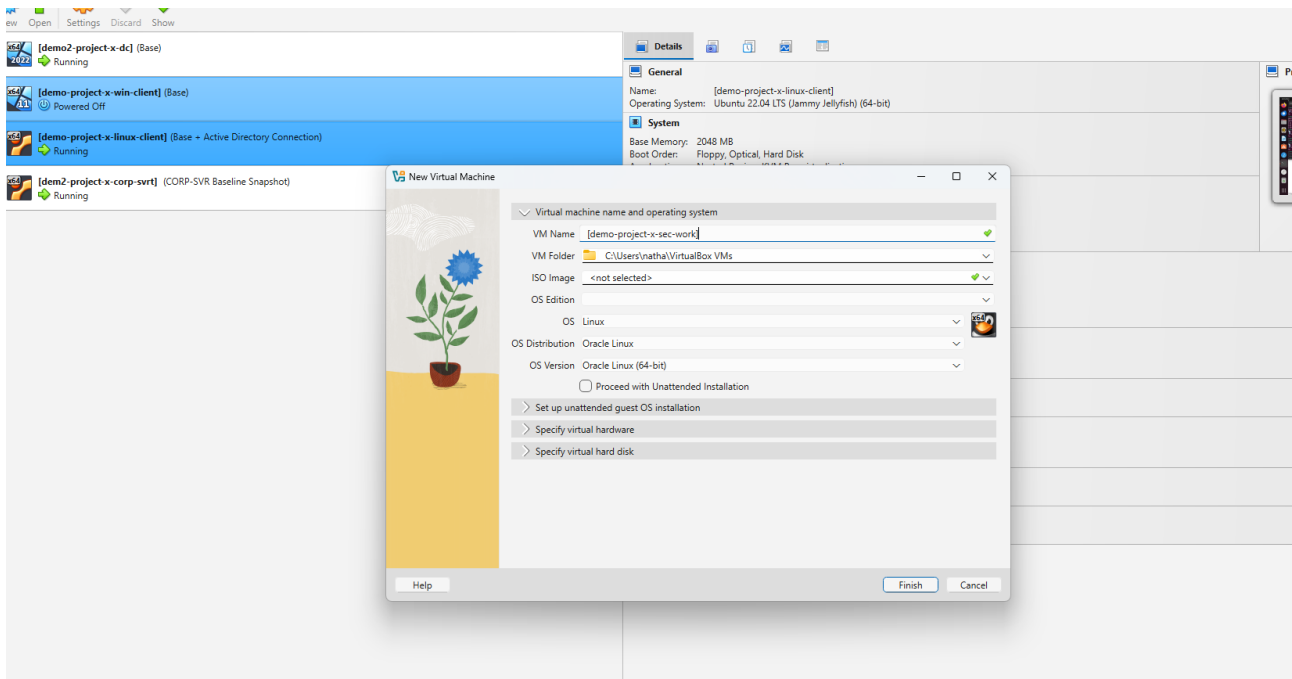 Open Settings Discard Show
[demo2-project-x-dc] (Base)
Running
[demo-project-x-win-client] (Base)
Powered Off
[demo-project-x-linux-client] (Base + Active Directory Connection)
Running
[dem2-project-x-corp-svrt] (CORP-SVR Baseline Snapshot)
Running
Details
General
Name: [demo-project-x-linux-client]
Operating System: Ubuntu 22.04 LTS (Jammy Jellyfish) (64-bit)
System
Base Memory: 2048 MB
Boot Order: Floppy, Optical, Hard Disk
New Virtual Machine
Virtual machine name and operating system
VM Name [demo-project-x-sec-work]
VM Folder C:\Users\natha\VirtualBox VMs
ISO Image <not selected>
OS Edition
OS Linux
OS Distribution Oracle Linux
OS Version Oracle Linux (64-bit)
Proceed with Unattended Installation
Set up unattended guest OS installation
Specify virtual hardware
Specify virtual hard disk
Help Finish Cancel